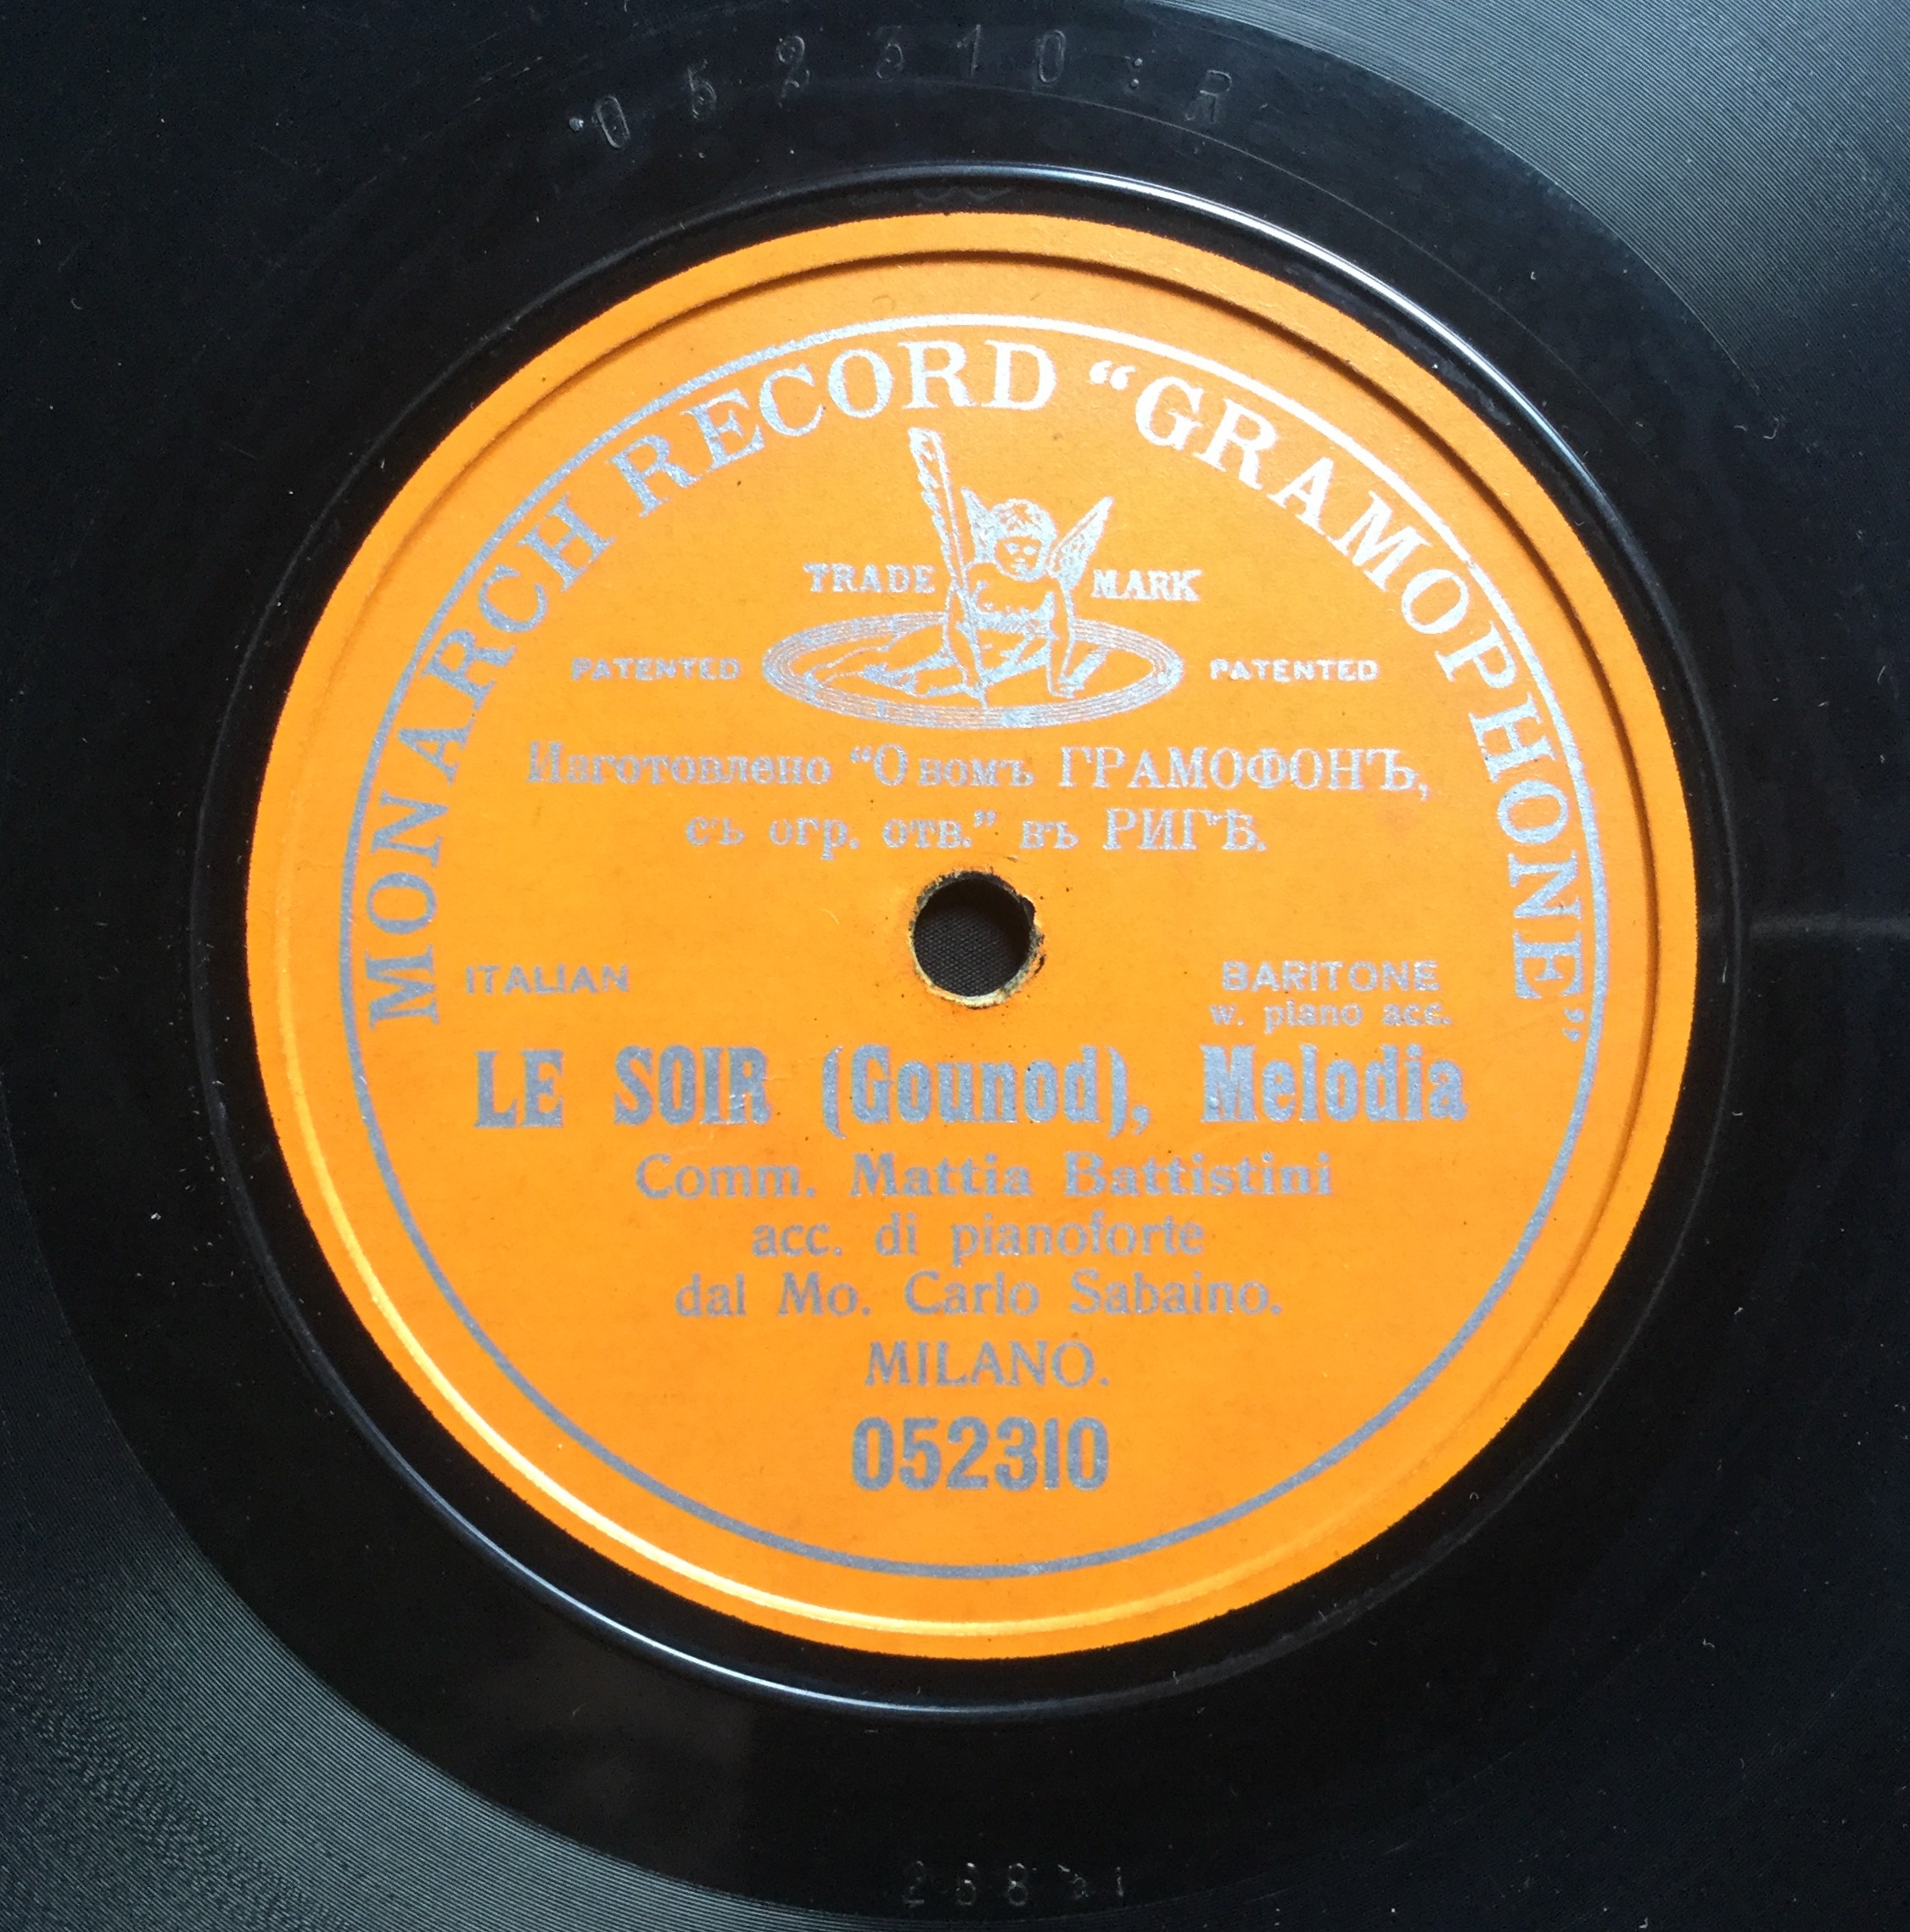 052310:R
MONARCH RECORD “GRAMOPHONE”
TRADE MARK
PATENTED PATENTED
Изготовлено “О вомъ ГРАМОФОНЪ,
съ огр. отв.” въ РИГѢ.
ITALIAN BARITONE
w. piano acc.
LE SOIR (Gounod), Melodia
Comm. Mattia Battistini
acc. di pianoforte
dal Mo. Carlo Sabaino.
MILANO.
052310